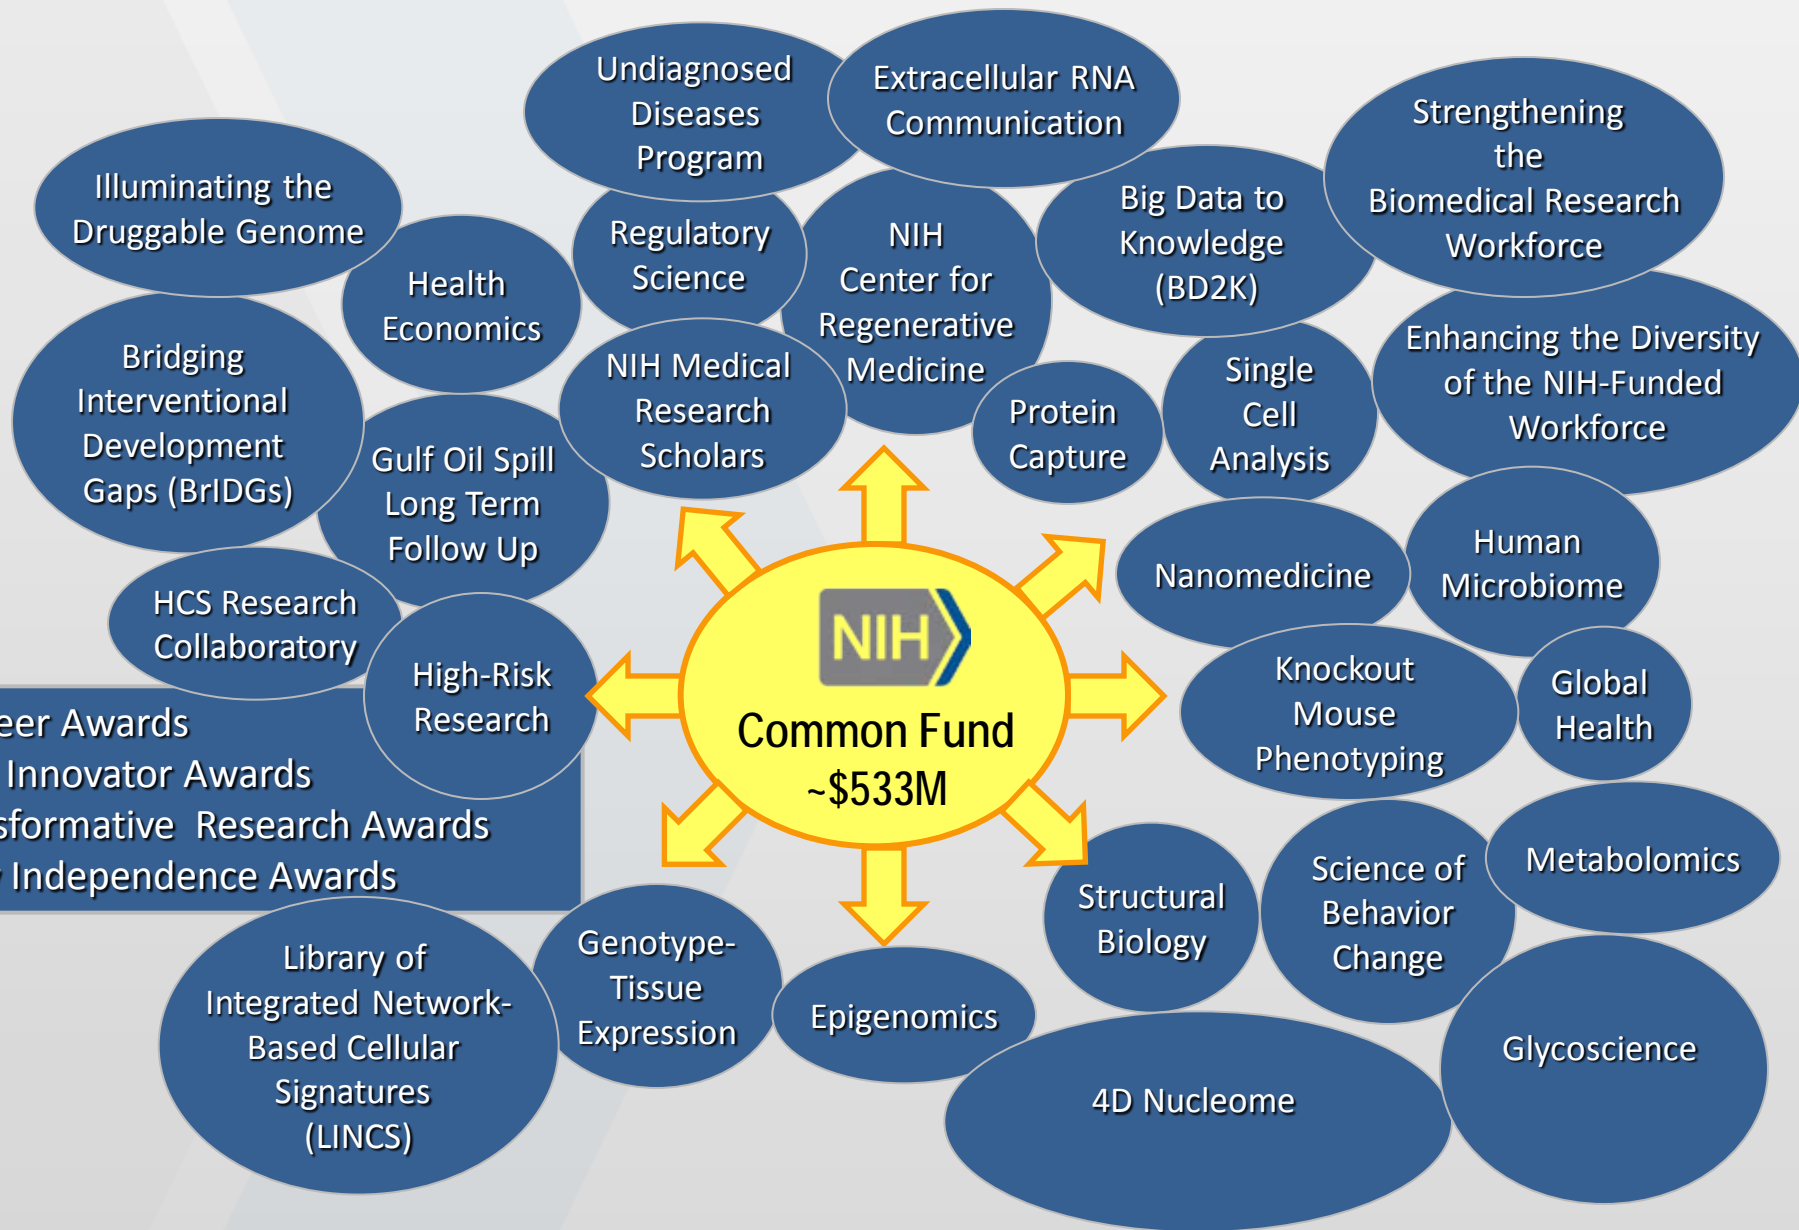 Undiagnosed
Diseases
Program
Extracellular RNA
Communication
Strengthening
the
Biomedical Research
Workforce
Illuminating the
Druggable Genome
Health
Economics
Regulatory
Science
NIH
Center for
Regenerative
Medicine
Big Data to
Knowledge
(BD2K)
Enhancing the Diversity
of the NIH-Funded
Workforce
Bridging
Interventional
Development
Gaps (BrIDGs)
Gulf Oil Spill
Long Term
Follow Up
NIH Medical
Research
Scholars
Protein
Capture
Single
Cell
Analysis
Nanomedicine
Human
Microbiome
HCS Research
Collaboratory
High-Risk
Research
NIH
Common Fund
~$533M
Knockout
Mouse
Phenotyping
Global
Health
Awards
Innovator Awards
Research Awards
Independence Awards
Structural
Biology
Science of
Behavior
Change
Metabolomics
Library of
Integrated Network-
Based Cellular
Signatures
(LINCS)
Genotype-
Tissue
Expression
Epigenomics
4D Nucleome
Glycoscience